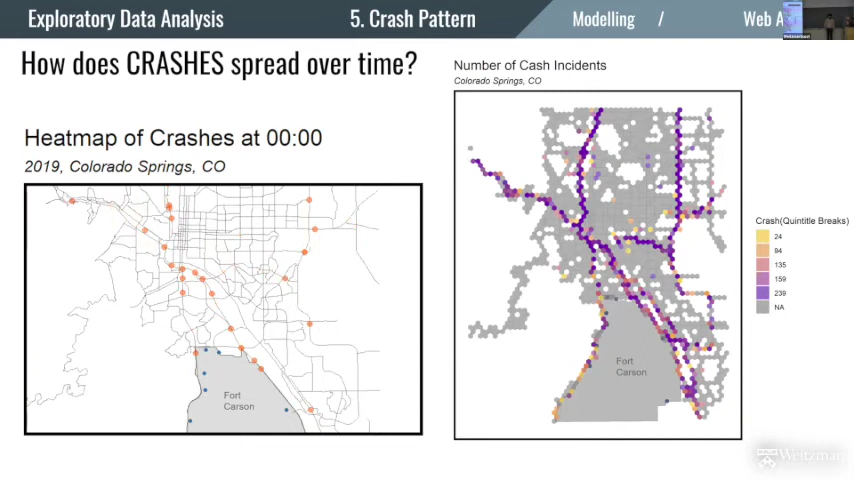 Exploratory Data Analysis
5. Crash Pattern
Modelling /
Web A
How does CRASHES spread over time?
Heatmap of Crashes at 00:00
2019, Colorado Springs, CO
Fort
Carson
Number of Cash Incidents
Colorado Springs, CO
Fort
Carson
Crash(Quintitle Breaks)
24
94
135
159
239
NA
Weitzman